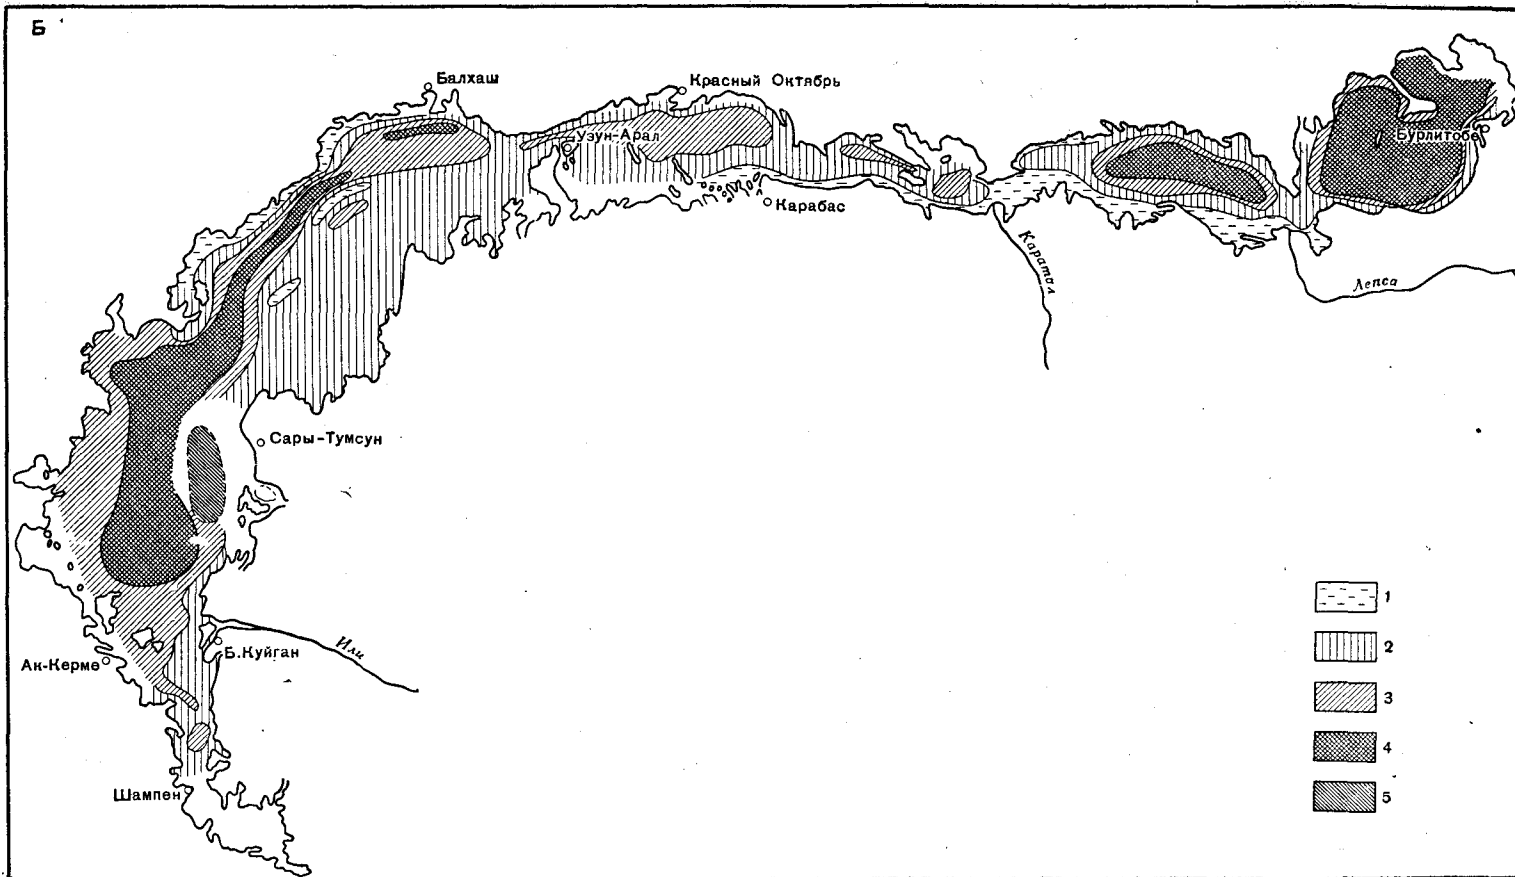 Б
Балхаш
Красный Октябрь
Узун-Арал
Бурлитобе
Карабас
Каратал
Лепса
Сары-Тумсун
Или
Б.Куйган
Ак-Керме
Шампен
1
2
3
4
5